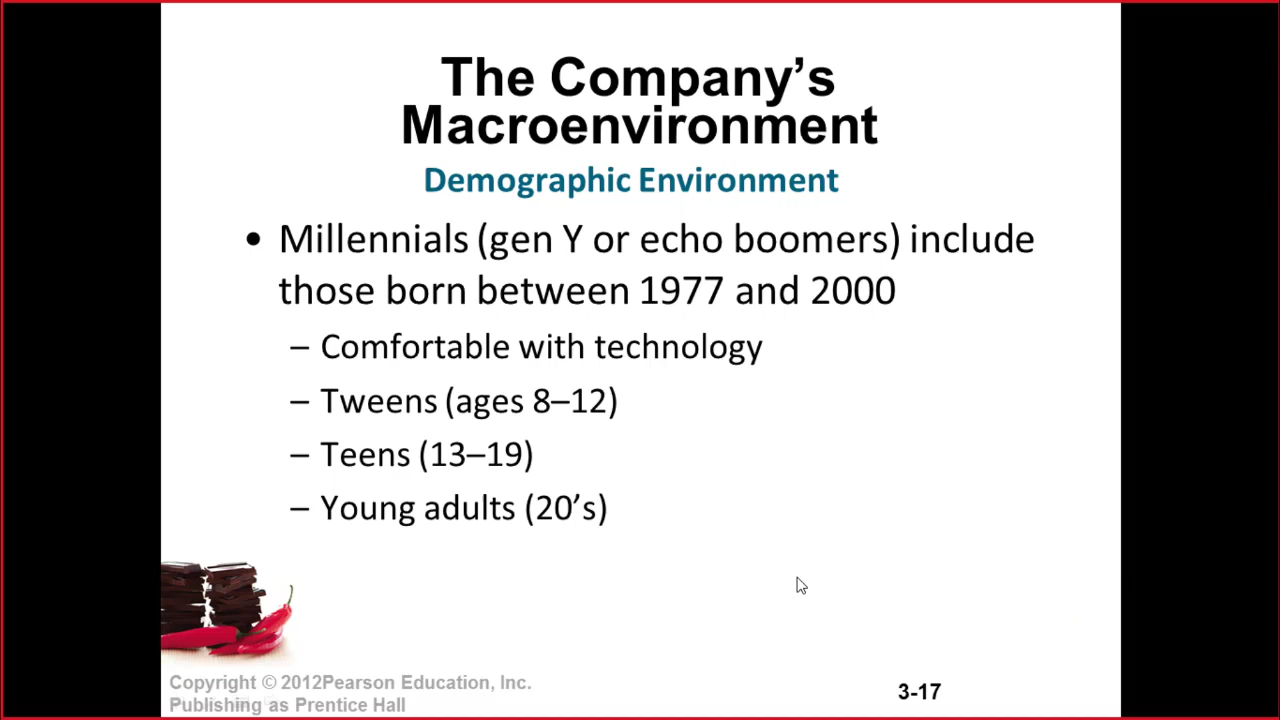 The Company’s
Macroenvironment
Demographic Environment
• Millennials (gen Y or echo boomers) include
those born between 1977 and 2000
– Comfortable with technology
– Tweens (ages 8–12)
– Teens (13–19)
– Young adults (20’s)
Copyright © 2012Pearson Education, Inc.
Publishing as Prentice Hall
3-17